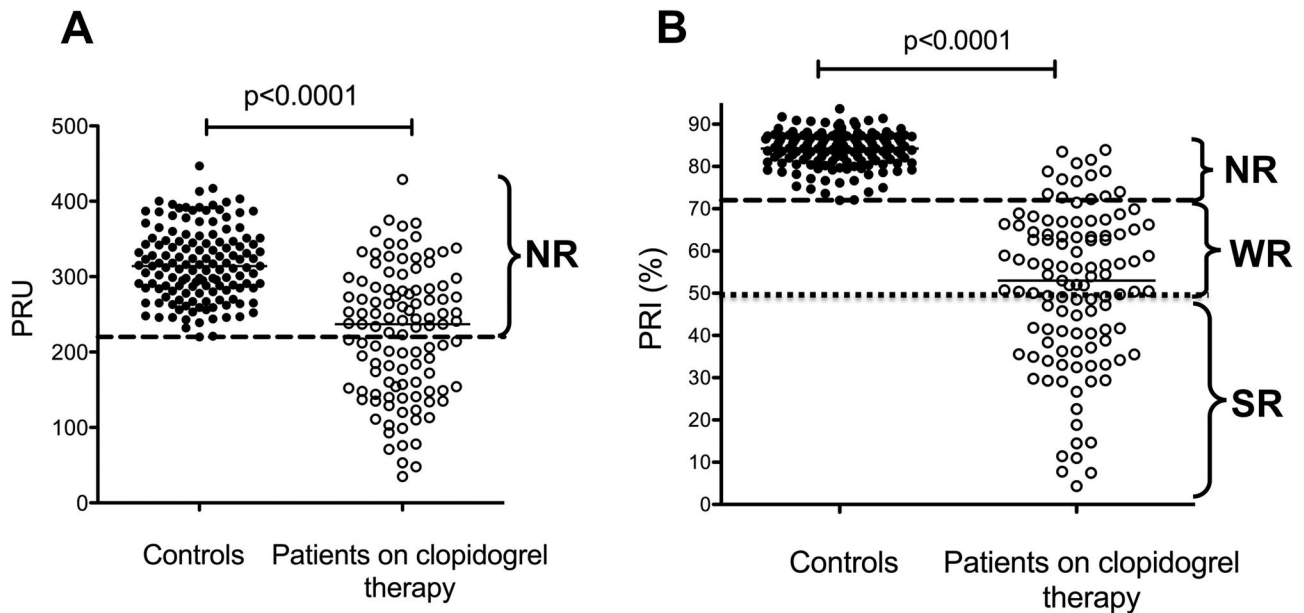 A
p<0.0001
500
400
300
200
100
0
PRU
NR
Controls
Patients on clopidogrel
therapy
B
p<0.0001
90
80
70
60
50
40
30
20
10
0
PRI (%)
NR
WR
SR
Controls
Patients on clopidogrel
therapy